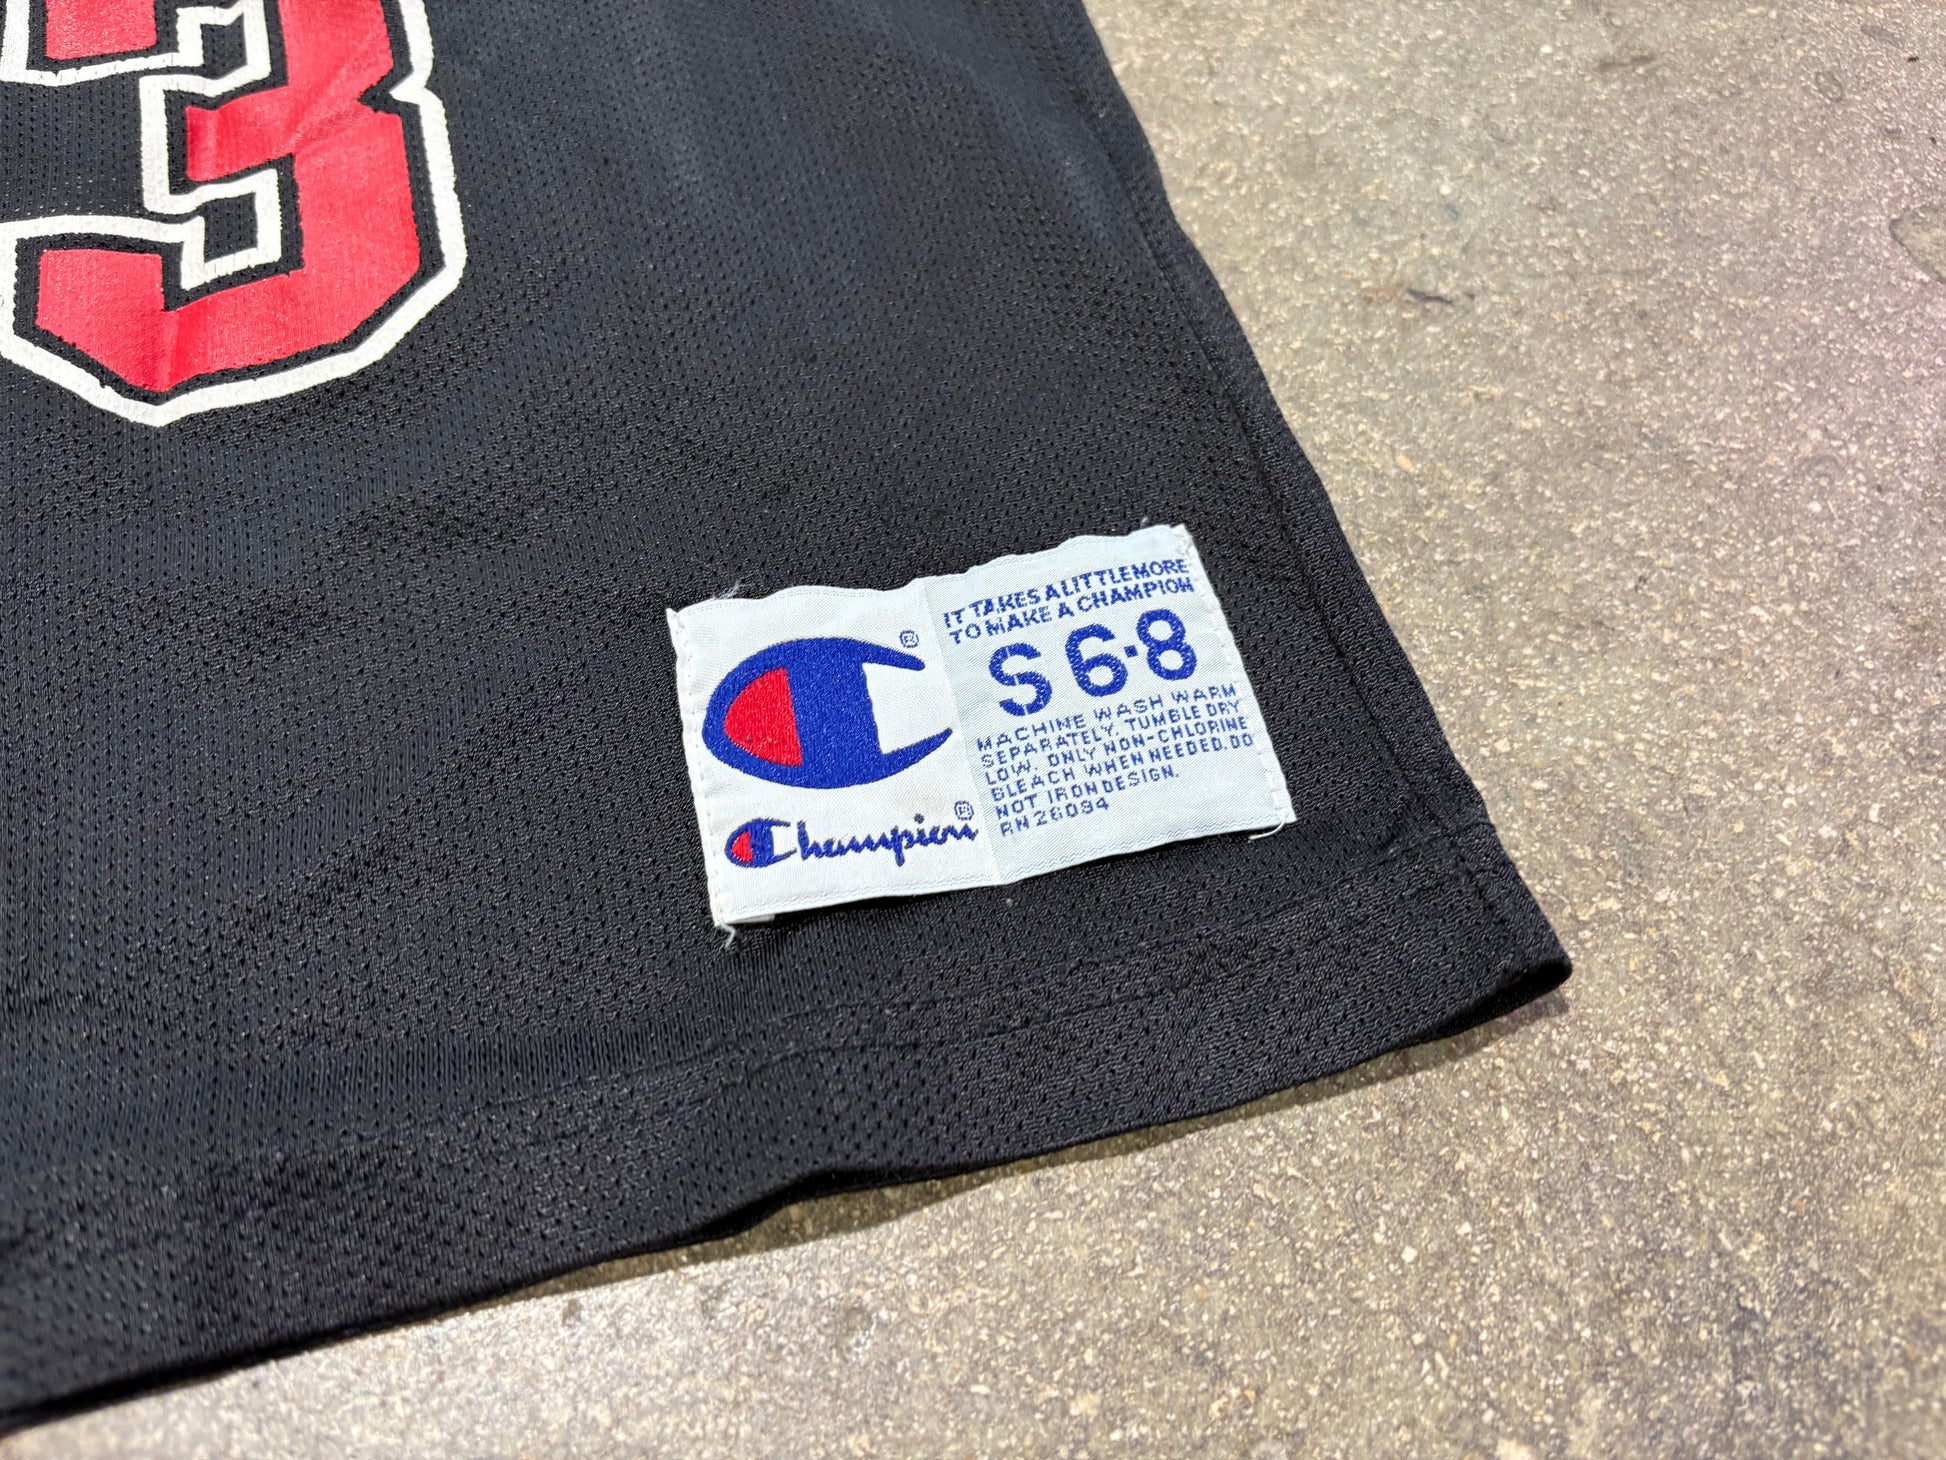 3
IT TAKES A LITTLE MORE
TO MAKE A CHAMPION
S 6-8
MACHINE WASH WARM
SEPARATELY. TUMBLE DRY
LOW. ONLY NON-CHLORINE
BLEACH WHEN NEEDED. DO
NOT IRON DESIGN.
RN 26094
®
Champion®